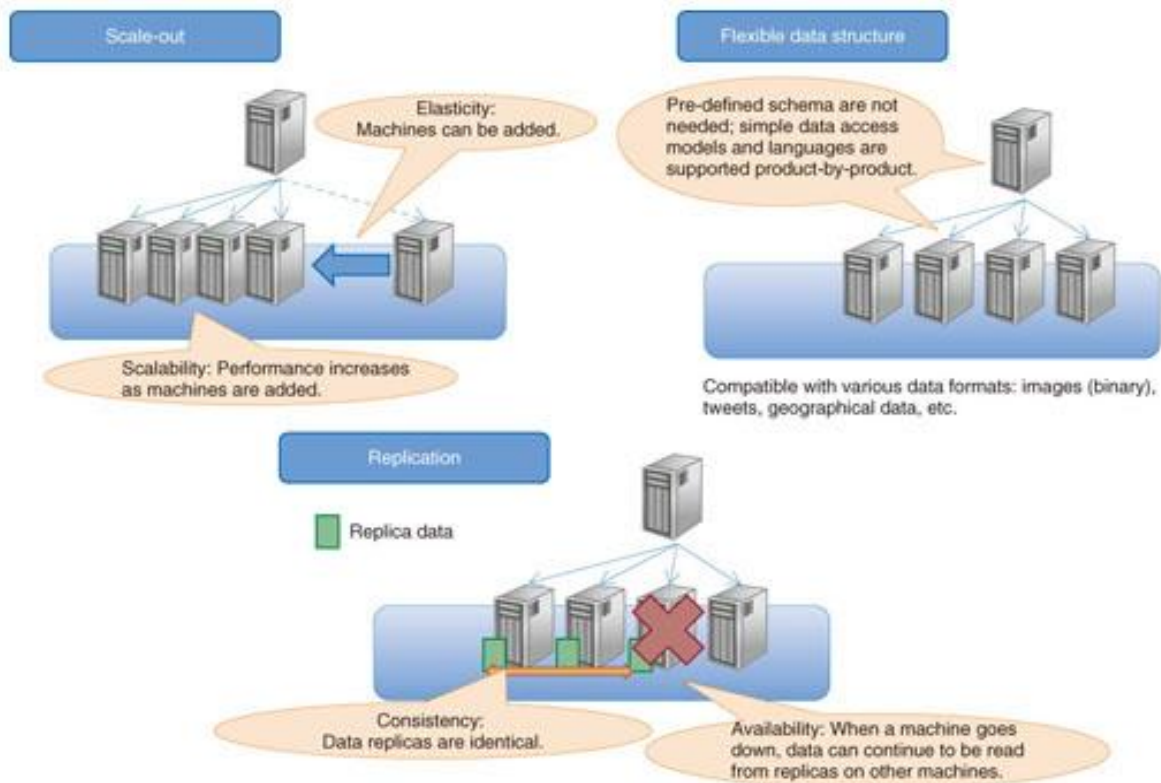 Scale-out
Elasticity:
Machines can be added.
Scalability: Performance increases
as machines are added.
Flexible data structure
Pre-defined schema are not
needed; simple data access
models and languages are
supported product-by-product.
Compatible with various data formats: images (binary),
tweets, geographical data, etc.
Replication
Replica data
Consistency:
Data replicas are identical.
Availability: When a machine goes
down, data can continue to be read
from replicas on other machines.